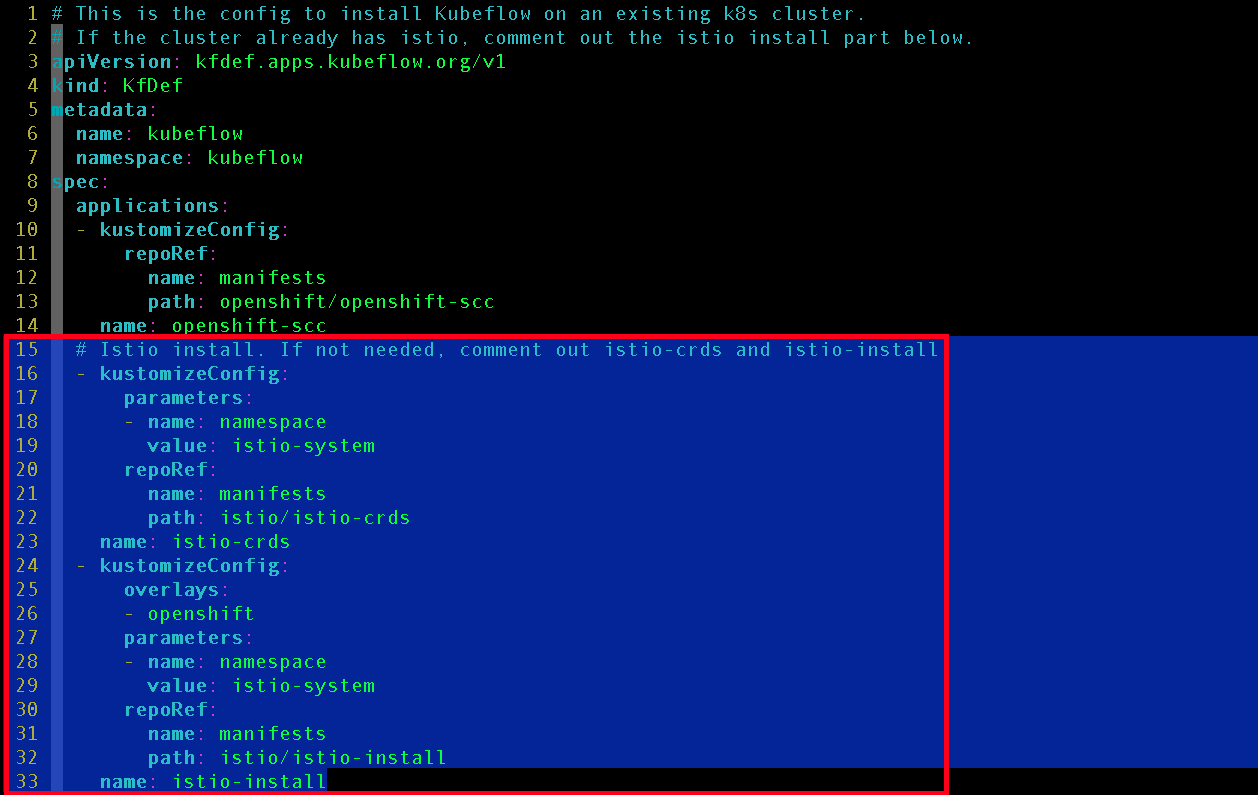 1 # This is the config to install Kubeflow on an existing k8s cluster.
2 # If the cluster already has istio, comment out the istio install part below.
3 apiVersion: kfdef.apps.kubeflow.org/v1
4 kind: KfDef
5 metadata:
6   name: kubeflow
7   namespace: kubeflow
8 spec:
9   applications:
10   - kustomizeConfig:
11       repoRef:
12         name: manifests
13         path: openshift/openshift-scc
14     name: openshift-scc
15   # Istio install. If not needed, comment out istio-crds and istio-install
16   - kustomizeConfig:
17       parameters:
18       - name: namespace
19         value: istio-system
20       repoRef:
21         name: manifests
22         path: istio/istio-crds
23     name: istio-crds
24   - kustomizeConfig:
25       overlays:
26       - openshift
27       parameters:
28       - name: namespace
29         value: istio-system
30       repoRef:
31         name: manifests
32         path: istio/istio-install
33     name: istio-install